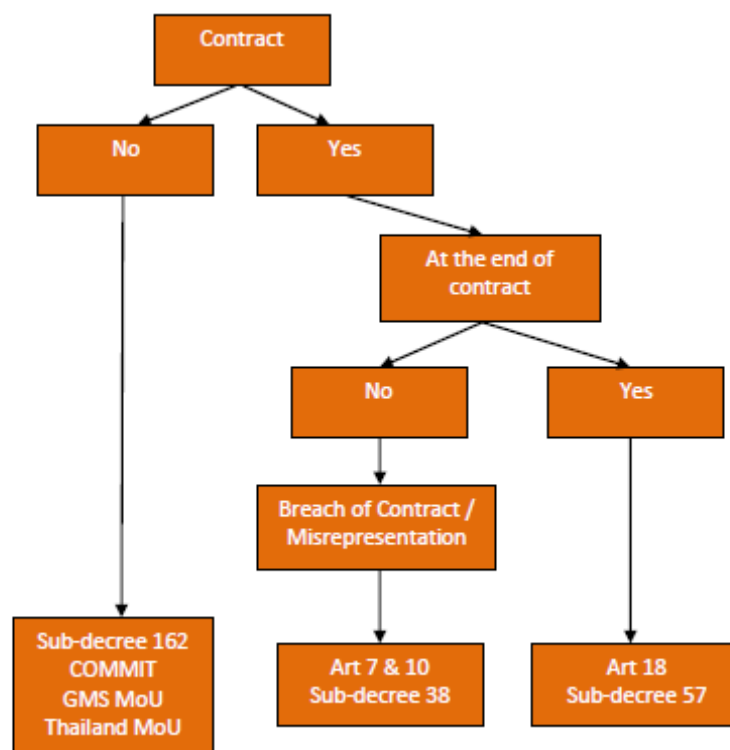 Contract
No
Yes
At the end of
contract
No
Yes
Breach of Contract /
Misrepresentation
Sub-decree 162
COMMIT
GMS MoU
Thailand MoU
Art 7 & 10
Sub-decree 38
Art 18
Sub-decree 57